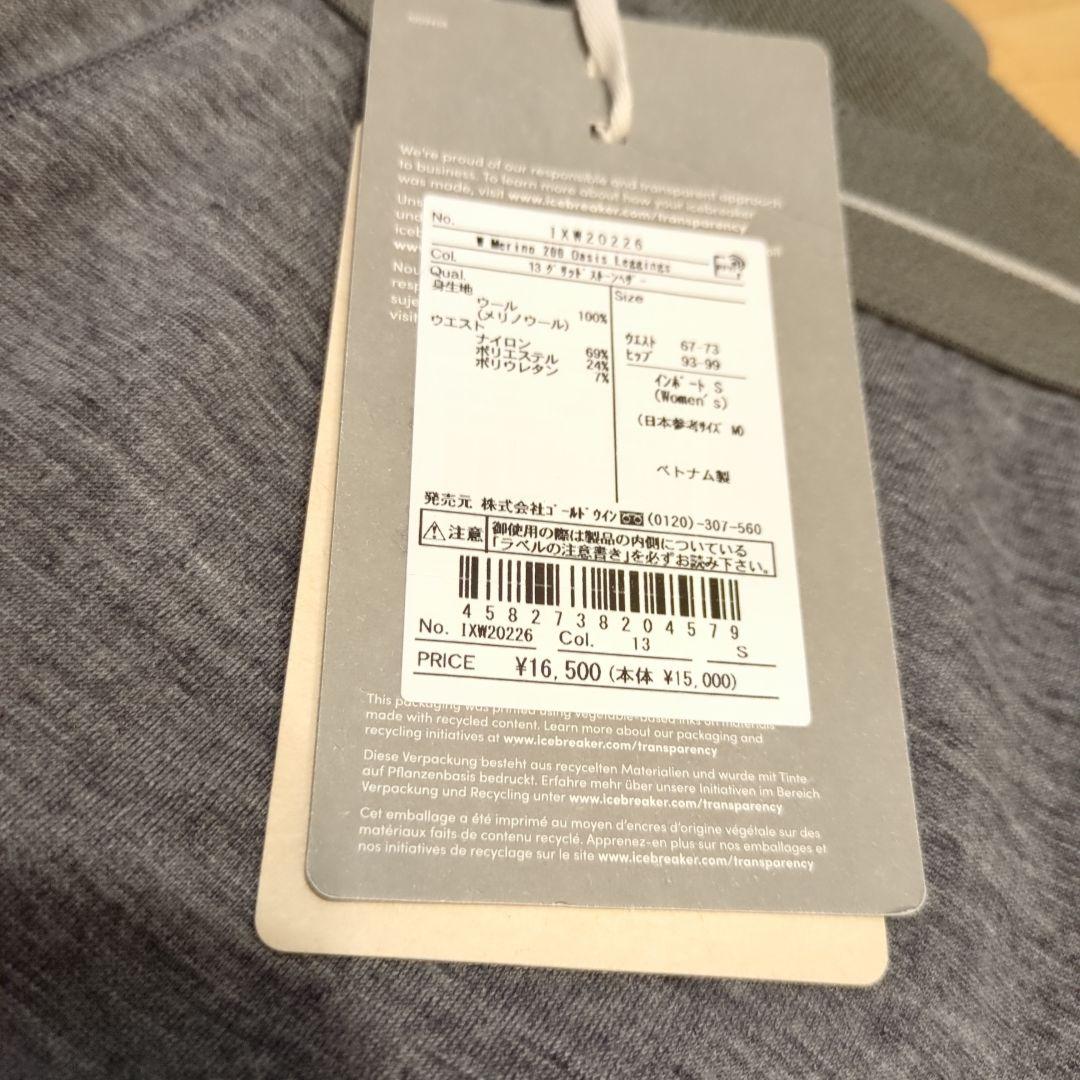 We're proud of our responsible and transparent approach
to business. To learn more about how your icebreaker
was made, visit www.icebreaker.com/transparency
No. IXW20226
W Merino 200 Oasis Leggings
Col. 13 グリッドストーンヘザー
Qual.
身生地
ウール 100%
(メリノウール)
ウエスト
ナイロン 69%
ポリエステル 24%
ポリウレタン 7%
Size
ウエスト 67-73
ヒップ 93-99
インポート S
(Women's)
(日本参考サイズ M)
ベトナム製
発売元 株式会社ゴールドウイン (0120)-307-560
注意 御使用の際は製品の内側についている
「ラベルの注意書き」を必ずお読み下さい。
4582738204579
No. IXW20226 Col. 13 S
PRICE ¥16,500 (本体 ¥15,000)
This packaging was printed using vegetable-based inks on materials
made with recycled content. Learn more about our packaging and
recycling initiatives at www.icebreaker.com/transparency
Diese Verpackung besteht aus recycelten Materialien und wurde mit Tinte
auf Pflanzenbasis bedruckt. Erfahre mehr über unsere Initiativen im Bereich
Verpackung und Recycling unter www.icebreaker.com/transparency
Cet emballage a été imprimé au moyen d'encres d'origine végétale sur des
matériaux faits de contenu recyclé. Apprenez-en plus sur nos emballages et
nos initiatives de recyclage sur le site www.icebreaker.com/transparency